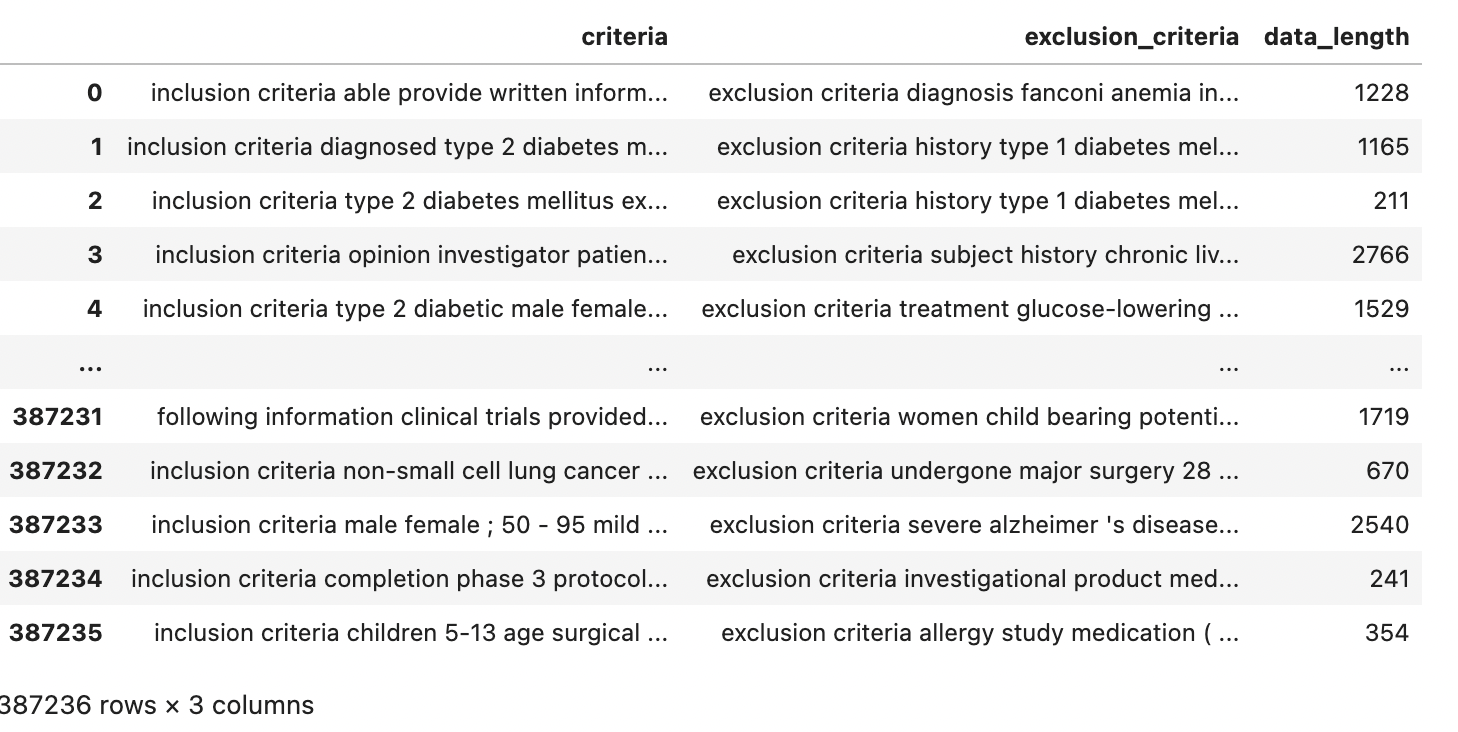 criteria exclusion_criteria data_length
0 inclusion criteria able provide written inform... exclusion criteria diagnosis fanconi anemia in... 1228
1 inclusion criteria diagnosed type 2 diabetes m... exclusion criteria history type 1 diabetes mel... 1165
2 inclusion criteria type 2 diabetes mellitus ex... exclusion criteria history type 1 diabetes mel... 211
3 inclusion criteria opinion investigator patien... exclusion criteria subject history chronic liv... 2766
4 inclusion criteria type 2 diabetic male female... exclusion criteria treatment glucose-lowering ... 1529
... ... ... ...
387231 following information clinical trials provided... exclusion criteria women child bearing potenti... 1719
387232 inclusion criteria non-small cell lung cancer ... exclusion criteria undergone major surgery 28 ... 670
387233 inclusion criteria male female ; 50 - 95 mild ... exclusion criteria severe alzheimer 's disease... 2540
387234 inclusion criteria completion phase 3 protocol... exclusion criteria investigational product med... 241
387235 inclusion criteria children 5-13 age surgical ... exclusion criteria allergy study medication ( ... 354
387236 rows × 3 columns